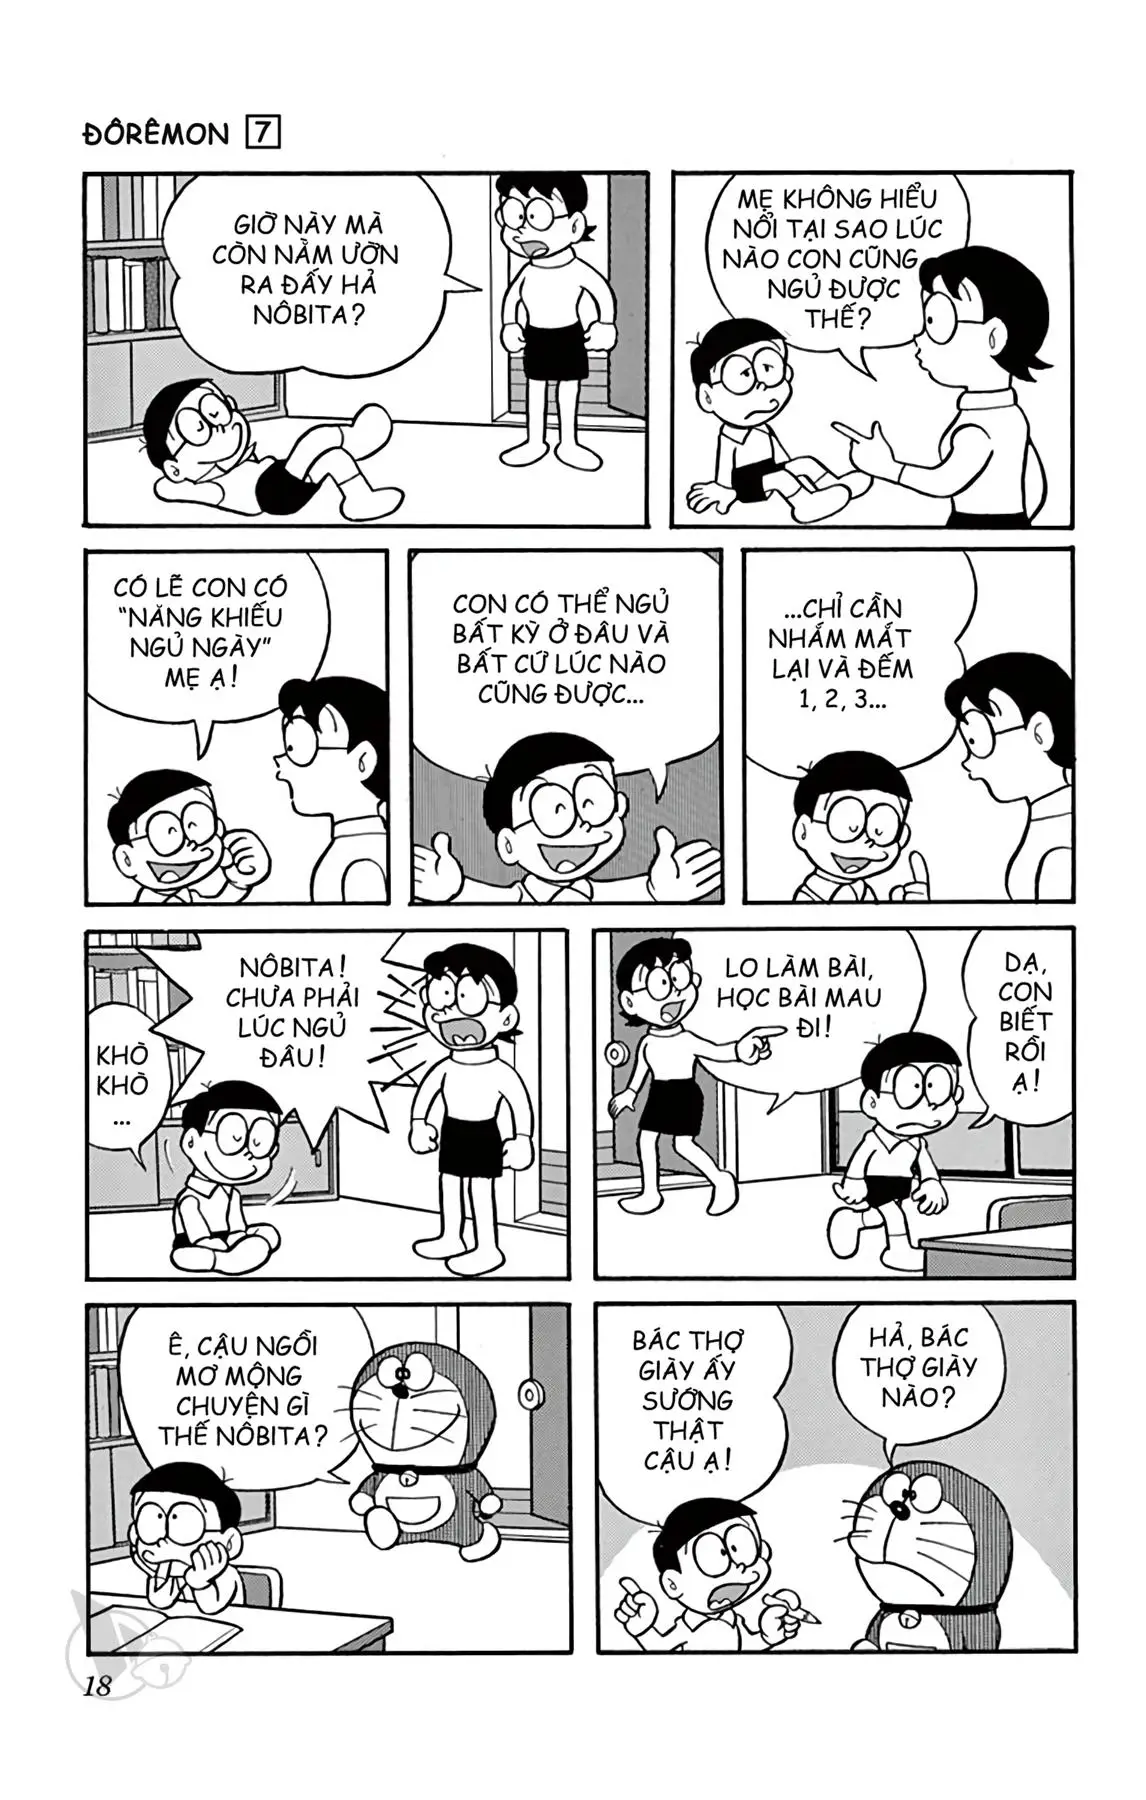 ĐÔRÊMON 7
GIỜ NÀY MÀ
CÒN NẰM ƯỠN
RA ĐẤY HẢ
NÔBITA?
MẸ KHÔNG HIỂU
NỔI TẠI SAO LÚC
NÀO CON CŨNG
NGỦ ĐƯỢC
THẾ?
CÓ LẼ CON CÓ
“NĂNG KHIẾU
NGỦ NGÀY”
MẸ Ạ!
CON CÓ THỂ NGỦ
BẤT KỲ Ở ĐÂU VÀ
BẤT CỨ LÚC NÀO
CŨNG ĐƯỢC...
...CHỈ CẦN
NHẮM MẮT
LẠI VÀ ĐẾM
1, 2, 3...
KHÒ
KHÒ
...
NÔBITA!
CHƯA PHẢI
LÚC NGỦ
ĐÂU!
LO LÀM BÀI,
HỌC BÀI MAU
ĐI!
DẠ,
CON
BIẾT
RỒI
Ạ!
Ê, CẬU NGỒI
MƠ MỘNG
CHUYỆN GÌ
THẾ NÔBITA?
BÁC THỢ
GIÀY ẤY
SƯỚNG
THẬT
CẬU Ạ!
HẢ, BÁC
THỢ GIÀY
NÀO?
18